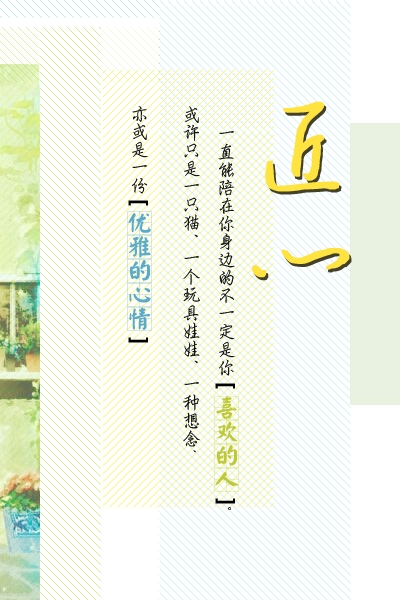 近心
一直能陪在你身边的不一定是你【喜欢的人】。
或许只是一只猫、一个玩具娃娃、一种想念、
亦或是一份【优雅的心情】